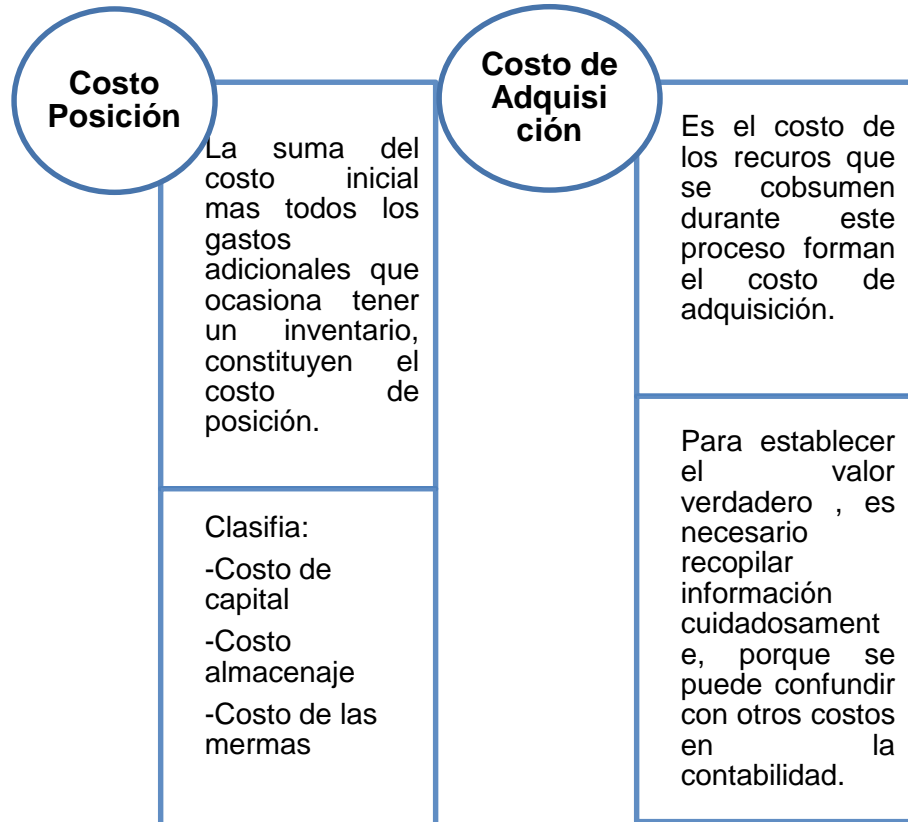 Costo
Posición
La suma del
costo inicial
mas todos los
gastos
adicionales que
ocasiona tener
un inventario,
constituyen el
costo de
posición.
Clasifia:
-Costo de
capital
-Costo
almacenaje
-Costo de las
mermas
Costo de
Adquisi
ción
Es el costo de
los recuros que
se cobsumen
durante este
proceso forman
el costo de
adquisición.
Para establecer
el valor
verdadero , es
necesario
recopilar
información
cuidadosament
e, porque se
puede confundir
con otros costos
en la
contabilidad.